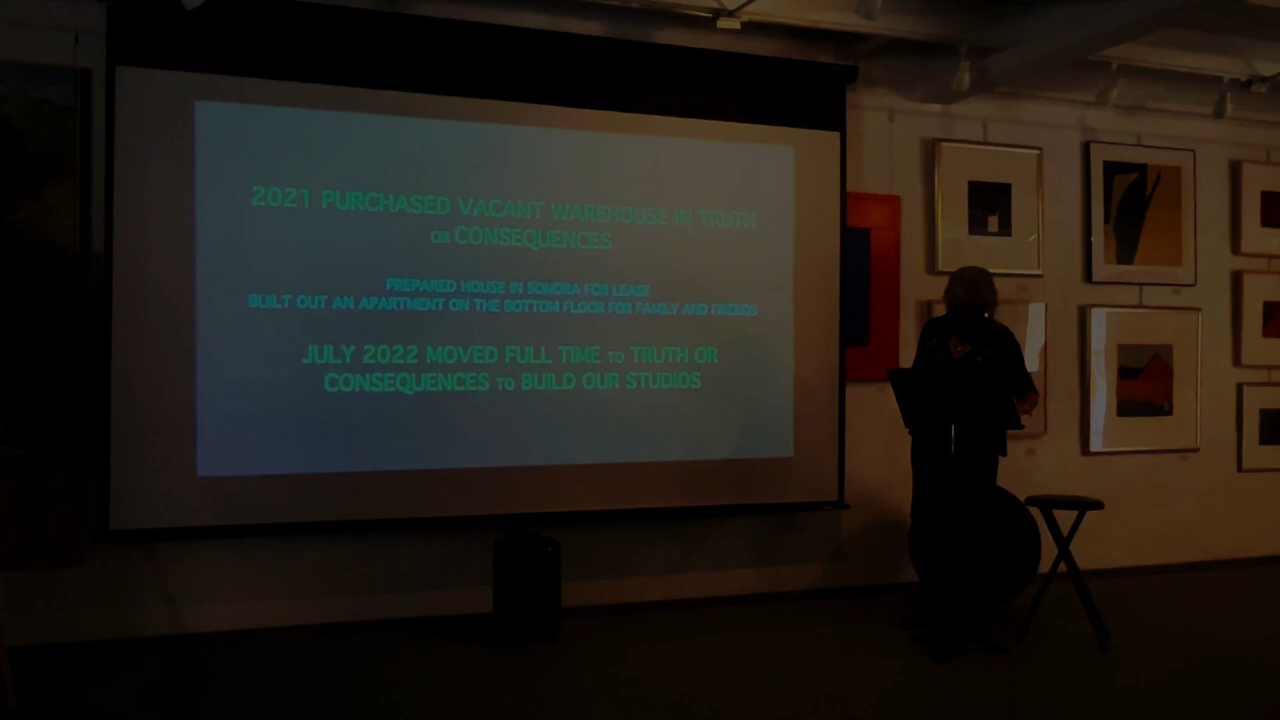 2021 PURCHASED VACANT WAREHOUSE IN TRUTH
OR CONSEQUENCES
PREPARED HOUSE IN SONORA FOR LEASE
BUILT OUT AN APARTMENT ON THE BOTTOM FLOOR FOR FAMILY AND FRIENDS
JULY 2022 MOVED FULL TIME TO TRUTH OR
CONSEQUENCES TO BUILD OUR STUDIOS